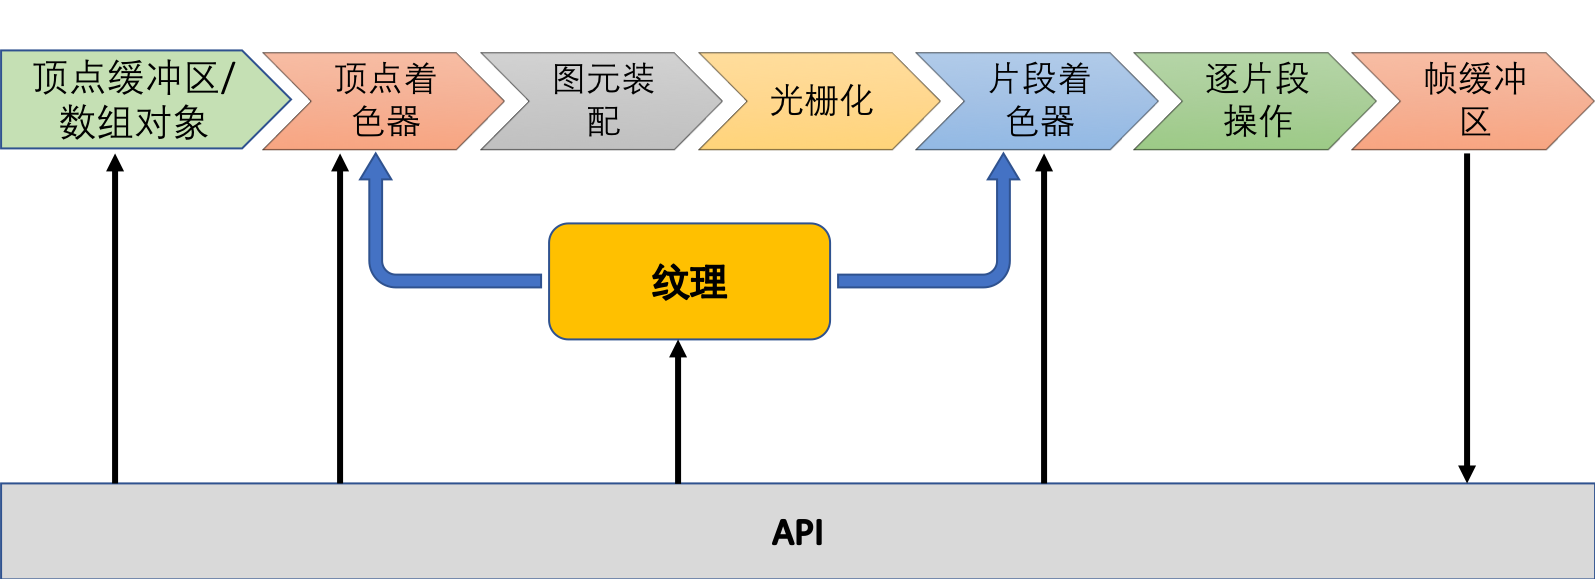 顶点缓冲区/
数组对象
顶点着
色器
图元装
配
光栅化
片段着
色器
逐片段
操作
帧缓冲
区
纹理
API